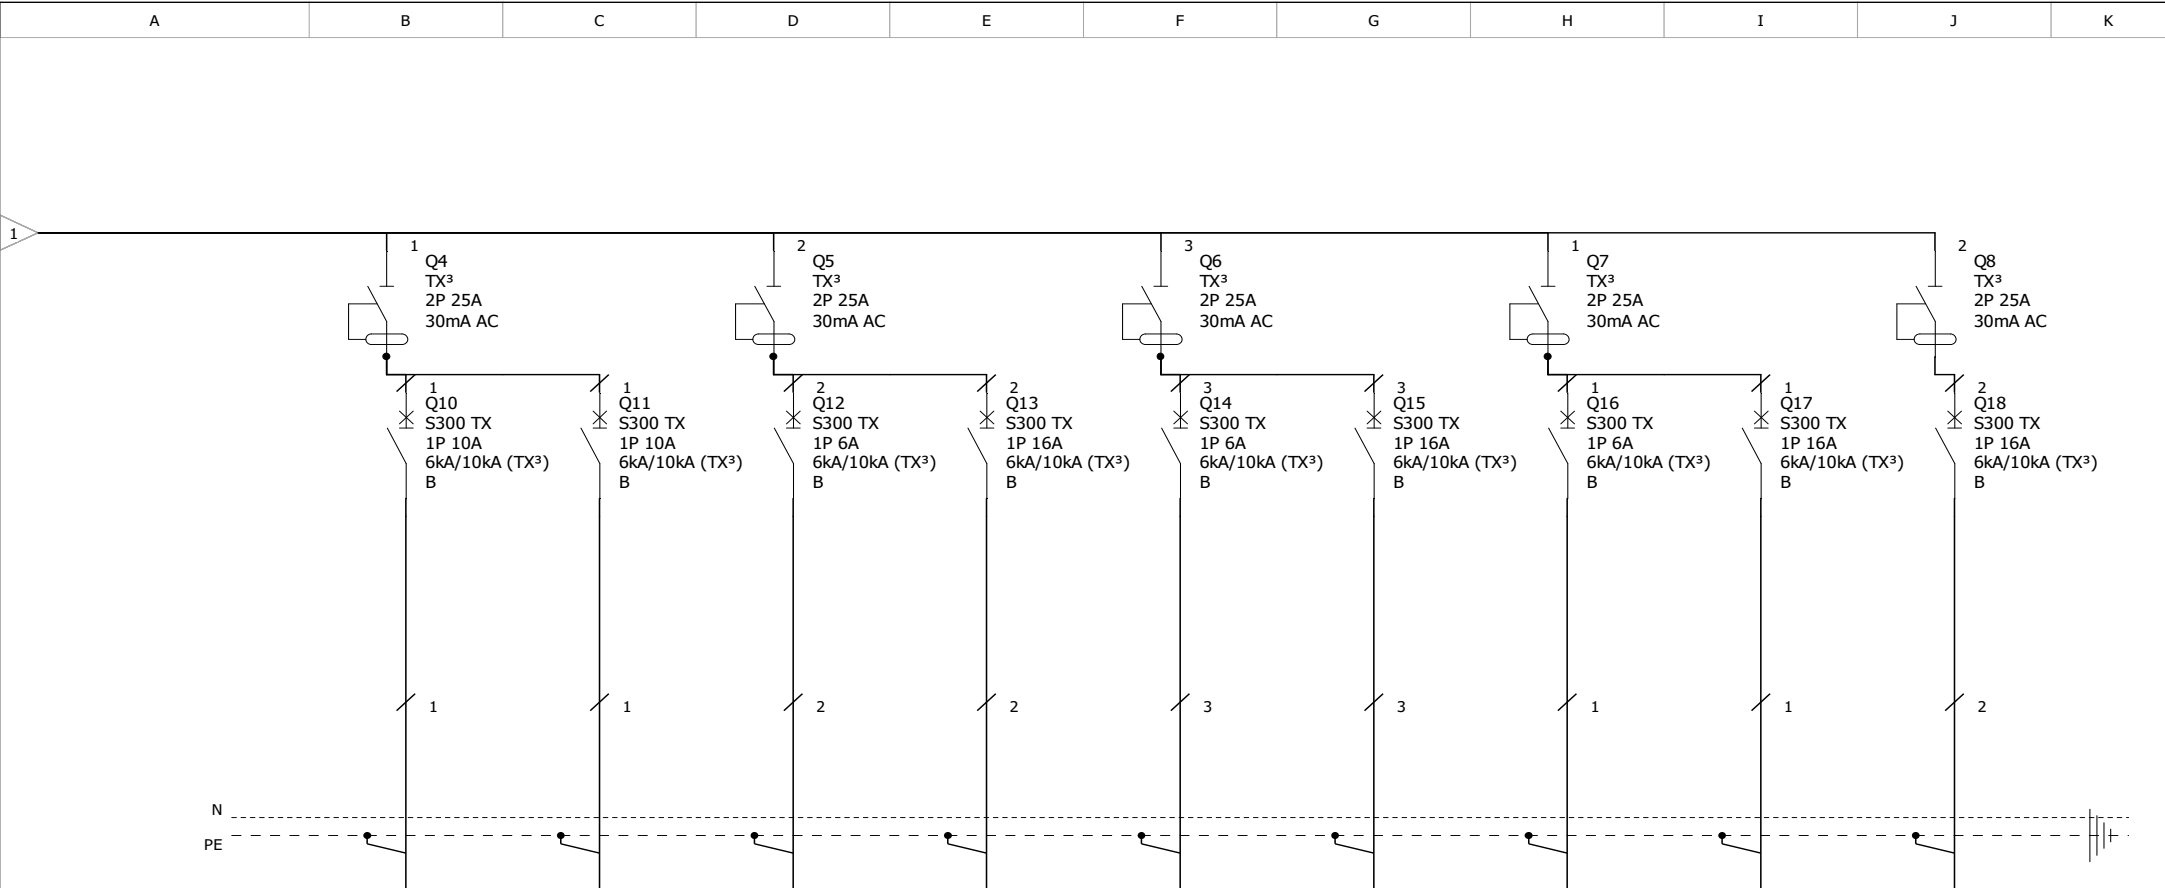 A B C D E F G H I J K
1
1 2 3 1 2
Q4 Q5 Q6 Q7 Q8
TX³ TX³ TX³ TX³ TX³
2P 25A 2P 25A 2P 25A 2P 25A 2P 25A
30mA AC 30mA AC 30mA AC 30mA AC 30mA AC
1 1 2 2 3 3 1 1 2
Q10 Q11 Q12 Q13 Q14 Q15 Q16 Q17 Q18
S300 TX S300 TX S300 TX S300 TX S300 TX S300 TX S300 TX S300 TX S300 TX
1P 10A 1P 10A 1P 6A 1P 16A 1P 6A 1P 16A 1P 6A 1P 16A 1P 16A
6kA/10kA (TX³) 6kA/10kA (TX³) 6kA/10kA (TX³) 6kA/10kA (TX³) 6kA/10kA (TX³) 6kA/10kA (TX³) 6kA/10kA (TX³) 6kA/10kA (TX³) 6kA/10kA (TX³)
B B B B B B B B B
1 1 2 2 3 3 1 1 2
N
PE